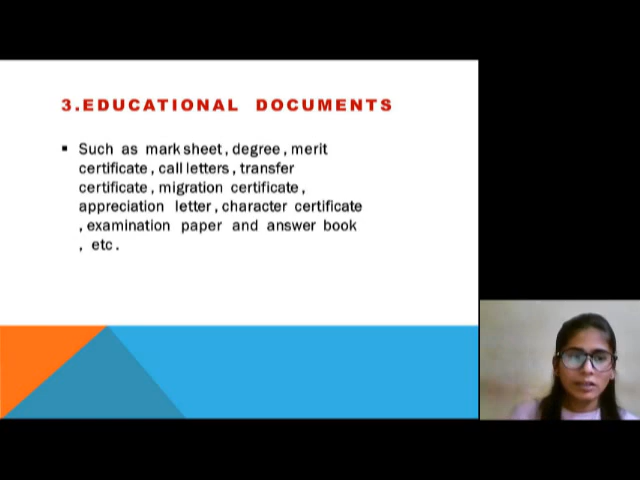 3.EDUCATIONAL DOCUMENTS
▪ Such as mark sheet , degree , merit
certificate , call letters , transfer
certificate , migration certificate ,
appreciation letter , character certificate
, examination paper and answer book
, etc .